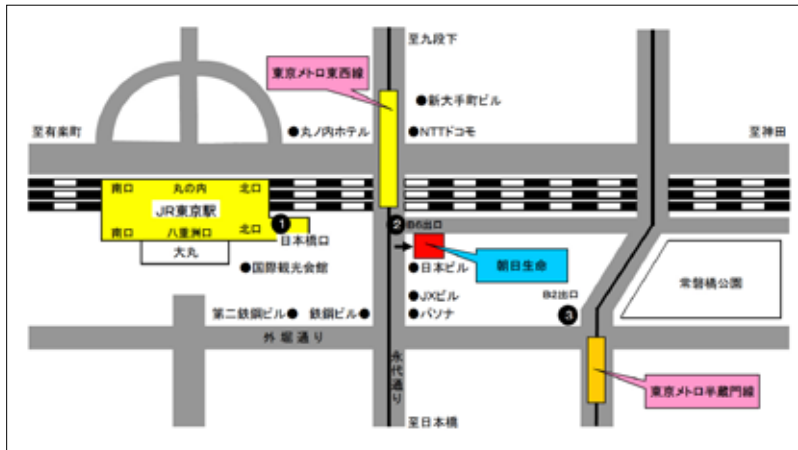 至九段下
東京メトロ東西線
●新大手町ビル
至有楽町
●丸ノ内ホテル
●NTTドコモ
至神田
南口 丸の内 北口
JR東京駅
南口 八重洲口 北口
1
日本橋口
2
B6出口
大丸
●国際観光会館
朝日生命
●日本ビル
常磐橋公園
●JXビル
B2出口
第二鉄鋼ビル● 鉄鋼ビル●
●パソナ
3
外堀通り
永代通り
東京メトロ半蔵門線
至日本橋